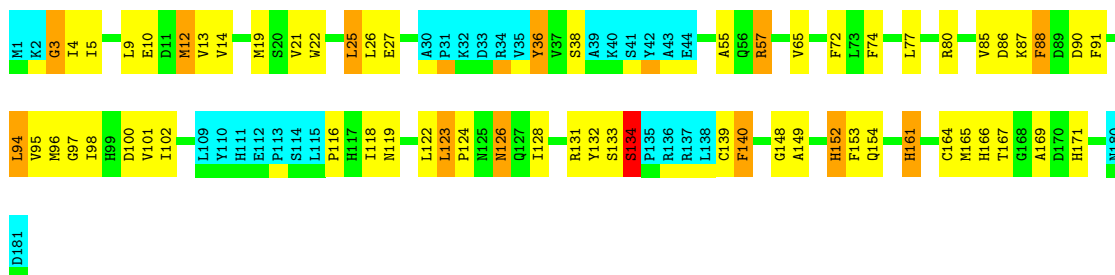 M1 K2 G3 I4 I5 L9 E10 D11 M12 V13 V14 M19 S20 V21 W22 L25 L26 E27 A30 P31 K32 D33 R34 V35 Y36 V37 S38 A39 K40 S41 Y42 A43 E44 A55 Q56 R57 V65 F72 L73 F74 L77 R80 V85 D86 K87 F88 D89 D90 F91
L94 V95 M96 G97 I98 H99 D100 V101 I102 L109 Y110 H111 E112 P113 S114 L115 P116 H117 I118 N119 L122 L123 P124 N125 N126 Q127 I128 R131 Y132 S133 S134 P135 R136 R137 L138 C139 F140 G148 A149 H152 F153 Q154 H161 C164 M165 H166 T167 G168 A169 D170 H171 N180
D181